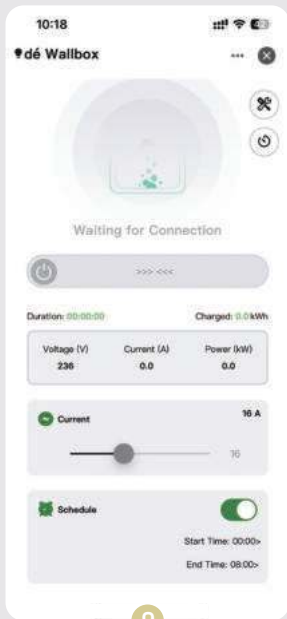 10:18
dé Wallbox
Waiting for Connection
>>> <<<
Duration: 00:00:00 Charged: 0.0 kWh
Voltage (V) Current (A) Power (kW)
236 0.0 0.0
Current 16 A
16
Schedule
Start Time: 00:00>
End Time: 08:00>